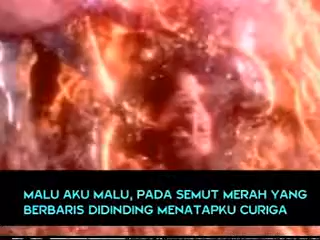 MALU AKU MALU, PADA SEMUT MERAH YANG
BERBARIS DIDINDING MENATAPKU CURIGA